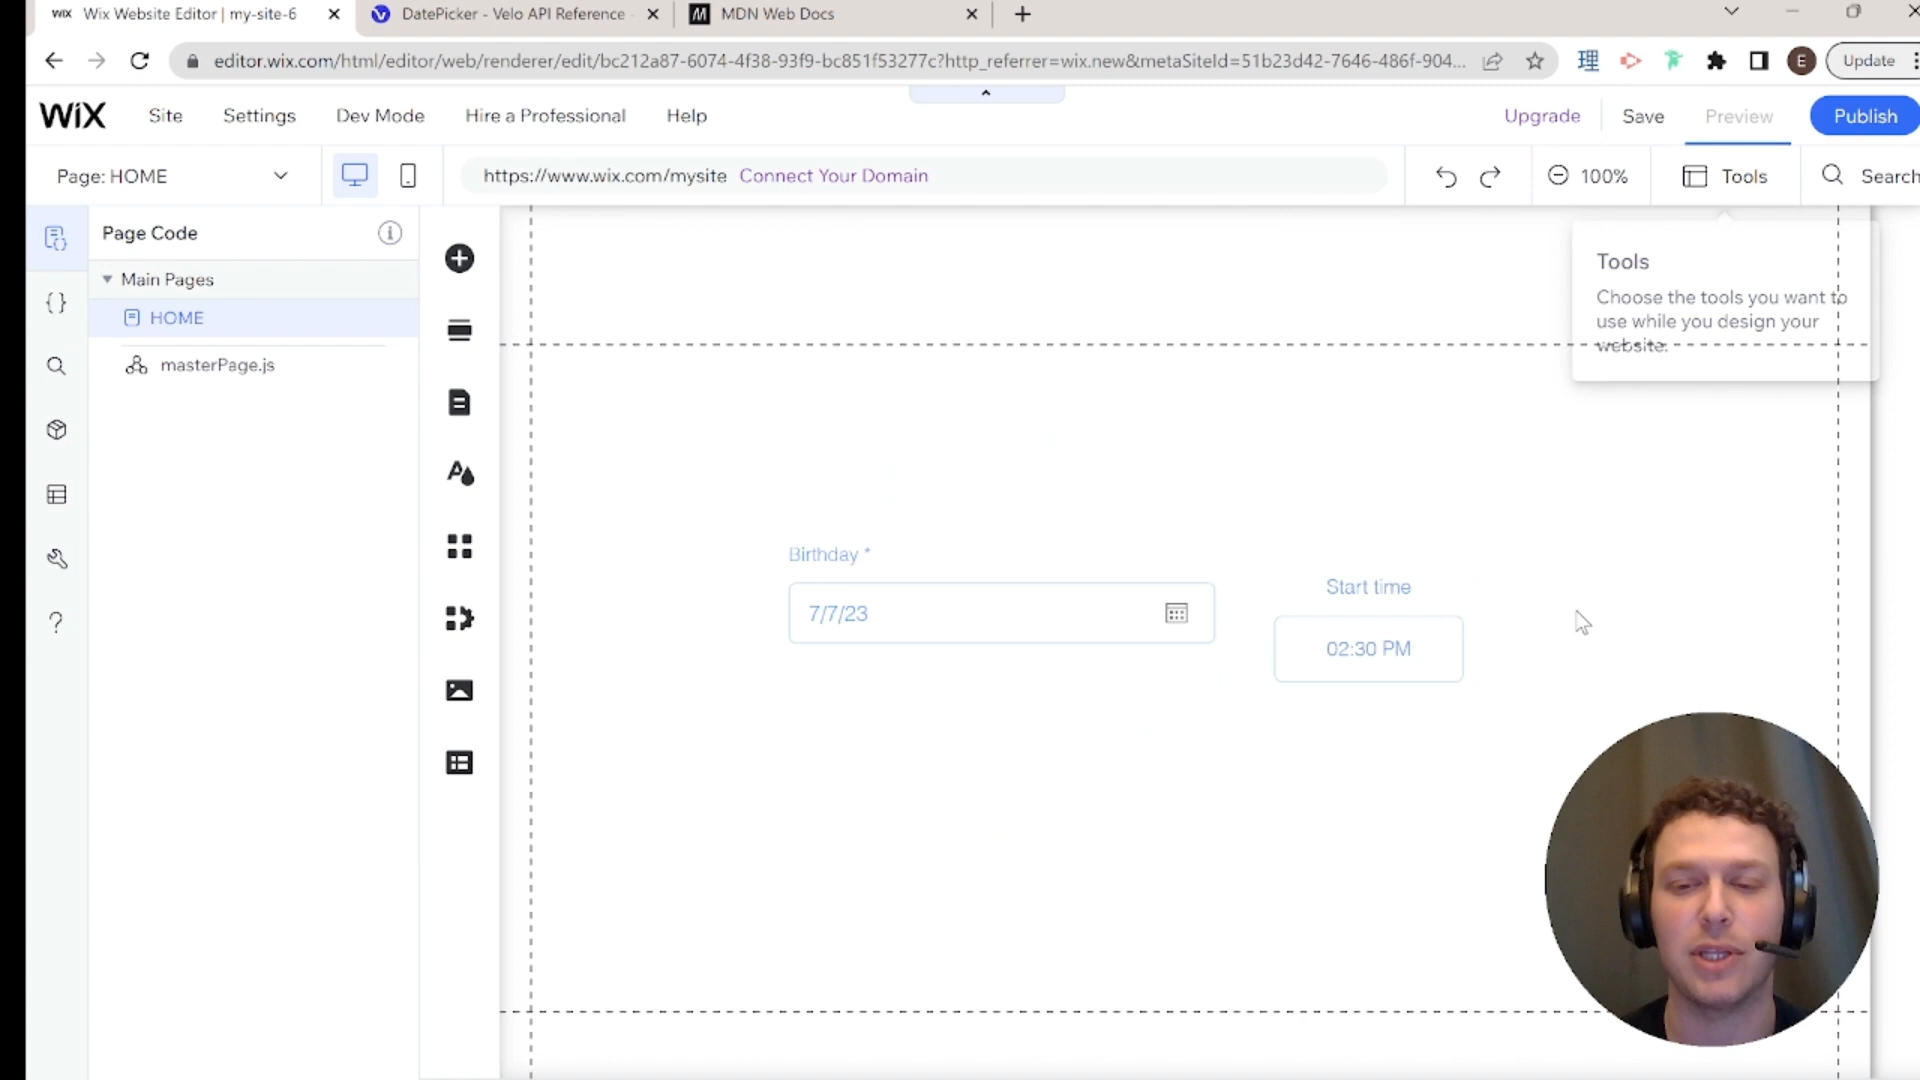 WIX Wix Website Editor | my-site-6
DatePicker - Velo API Reference
MDN Web Docs
editor.wix.com/html/editor/web/renderer/edit/bc212a87-6074-4f38-93f9-bc851f53277c?http_referrer=wix.new&metaSiteId=51b23d42-7646-486f-904...
理
E
Update
WiX
Site
Settings
Dev Mode
Hire a Professional
Help
Upgrade
Save
Preview
Publish
Page: HOME
https://www.wix.com/mysite Connect Your Domain
100%
Tools
Search
Page Code
Main Pages
HOME
masterPage.js
Tools
Choose the tools you want to
use while you design your
website.
Birthday *
7/7/23
Start time
02:30 PM